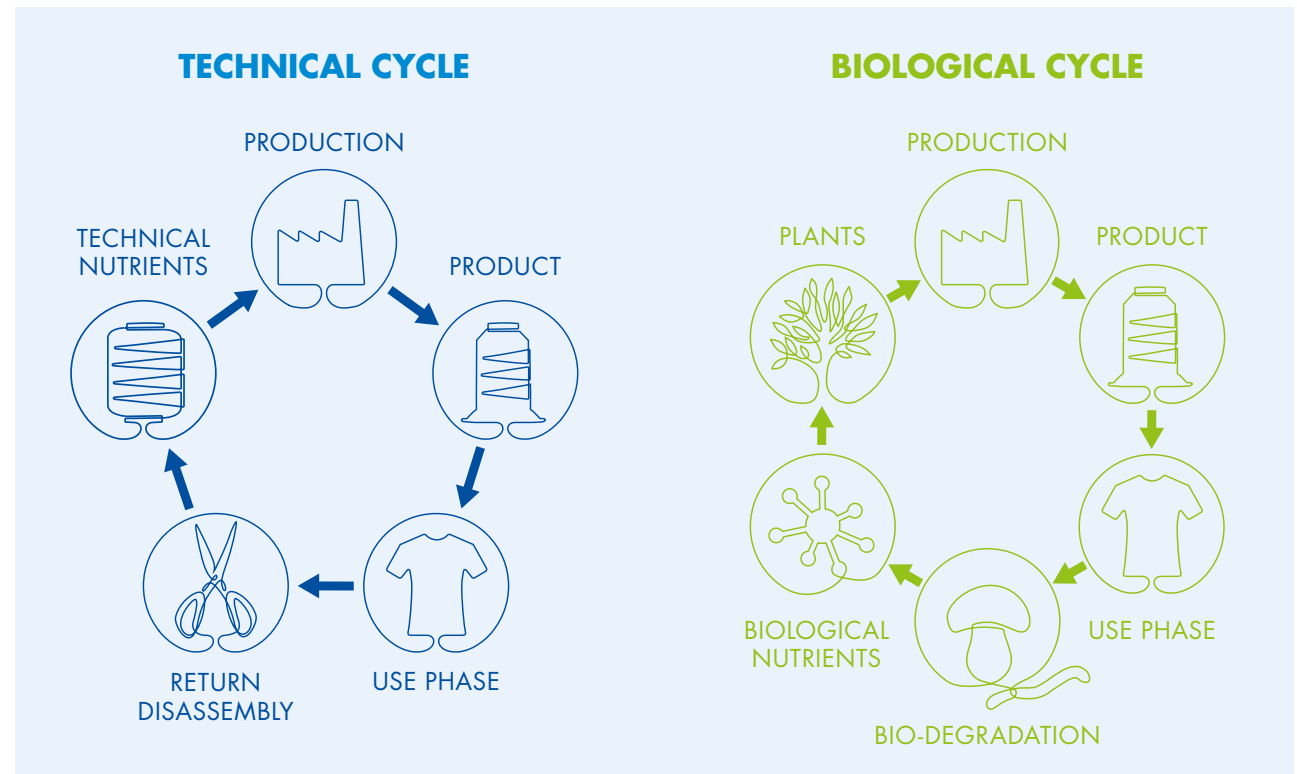 TECHNICAL CYCLE
PRODUCTION
TECHNICAL
NUTRIENTS
PRODUCT
RETURN
DISASSEMBLY
USE PHASE
BIOLOGICAL CYCLE
PRODUCTION
PLANTS
PRODUCT
BIOLOGICAL
NUTRIENTS
USE PHASE
BIO-DEGRADATION